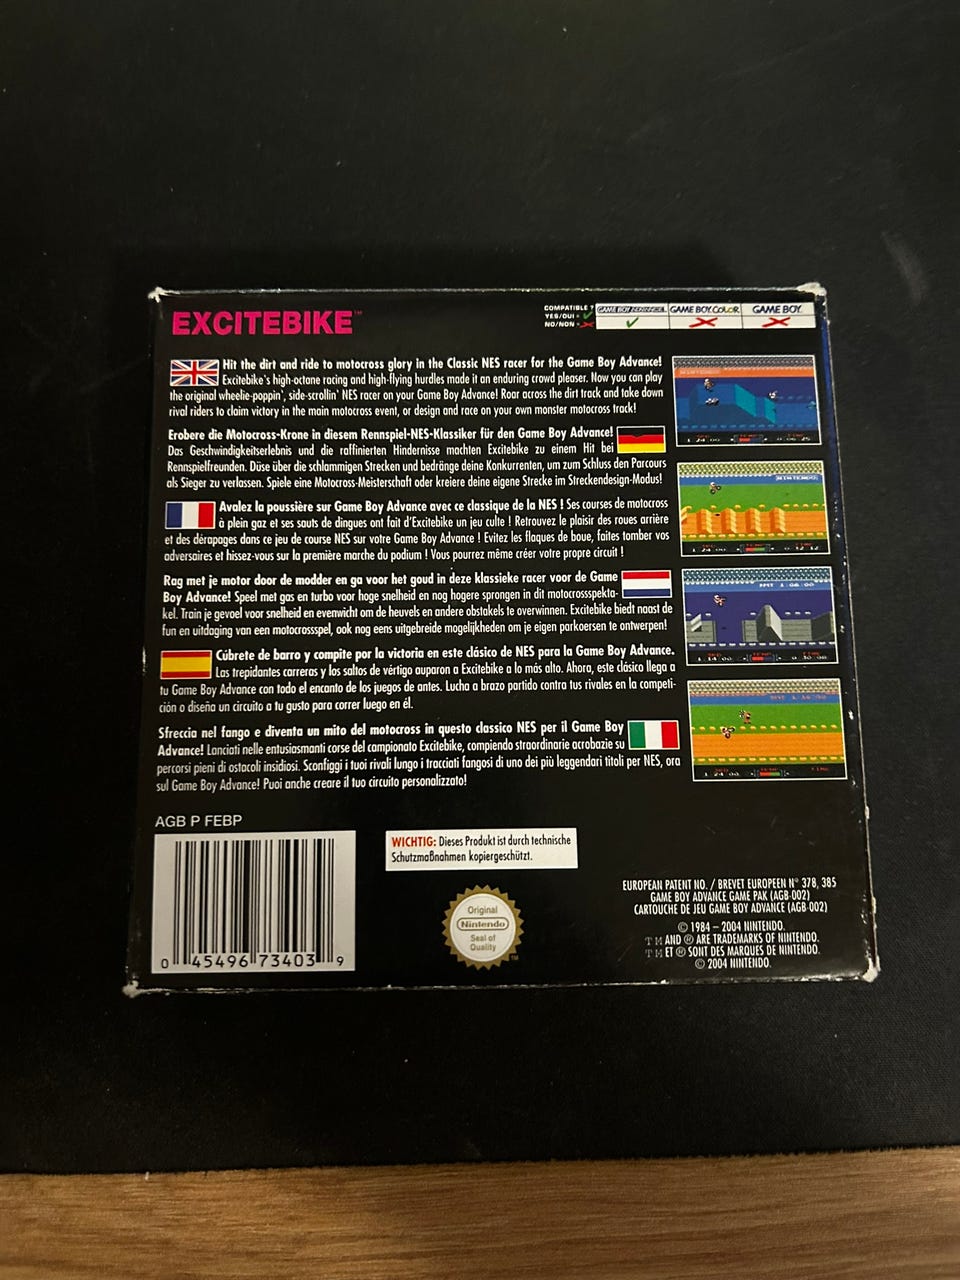 EXCITEBIKE™
COMPATIBLE ?
YES/OUI =
NO/NON =
GAME BOY ADVANCE
GAME BOY COLOR
GAME BOY
Hit the dirt and ride to motocross glory in the Classic NES racer for the Game Boy Advance!
Excitebike's high-octane racing and high-flying hurdles made it an enduring crowd pleaser. Now you can play
the original wheelie-poppin', side-scrollin' NES racer on your Game Boy Advance! Roar across the dirt track and take down
rival riders to claim victory in the main motocross event, or design and race on your own monster motocross track!
Erobere die Motocross-Krone in diesem Rennspiel-NES-Klassiker für den Game Boy Advance!
Das Geschwindigkeitserlebnis und die raffinierten Hindernisse machten Excitebike zu einem Hit bei
Rennspielfreunden. Düse über die schlammigen Strecken und bedränge deine Konkurrenten, um zum Schluss den Parcours
als Sieger zu verlassen. Spiele eine Motocross-Meisterschaft oder kreiere deine eigene Strecke im Streckendesign-Modus!
Avalez la poussière sur Game Boy Advance avec ce classique de la NES ! Ses courses de motocross
à plein gaz et ses sauts de dingues ont fait d'Excitebike un jeu culte ! Retrouvez le plaisir des roues arrière
et des dérapages dans ce jeu de course NES sur votre Game Boy Advance ! Evitez les flaques de boue, faites tomber vos
adversaires et hissez-vous sur la première marche du podium ! Vous pourrez même créer votre propre circuit !
Rag met je motor door de modder en ga voor het goud in deze klassieke racer voor de Game
Boy Advance! Speel met gas en turbo voor hoge snelheid en nog hogere sprongen in dit motocrossspekta-
kel. Train je gevoel voor snelheid en evenwicht om de heuvels en andere obstakels te overwinnen. Excitebike biedt naast de
fun en uitdaging van een motocrossspel, ook nog eens uitgebreide mogelijkheden om je eigen parkoersen te ontwerpen!
Cúbrete de barro y compite por la victoria en este clásico de NES para la Game Boy Advance.
Las trepidantes carreras y los saltos de vértigo auparon a Excitebike a lo más alto. Ahora, este clásico llega a
tu Game Boy Advance con todo el encanto de los juegos de antes. Lucha a brazo partido contra tus rivales en la competi-
ción o diseña un circuito a tu gusto para correr luego en él.
Sfreccia nel fango e diventa un mito del motocross in questo classico NES per il Game Boy
Advance! Lanciati nelle entusiasmanti corse del campionato Excitebike, compiendo straordinarie acrobazie su
percorsi pieni di ostacoli insidiosi. Sconfiggi i tuoi rivali lungo i tracciati fangosi di uno dei più leggendari titoli per NES, ora
sul Game Boy Advance! Puoi anche creare il tuo circuito personalizzato!
NINTENDO
NINTENDO
AGB P FEBP
0 45496 73403 9
WICHTIG: Dieses Produkt ist durch technische
Schutzmaßnahmen kopiergeschützt.
Original
Nintendo
Seal of
Quality
TM
EUROPEAN PATENT NO. / BREVET EUROPEEN N° 378, 385
GAME BOY ADVANCE GAME PAK (AGB-002)
CARTOUCHE DE JEU GAME BOY ADVANCE (AGB-002)
© 1984 – 2004 NINTENDO.
TM AND ® ARE TRADEMARKS OF NINTENDO.
TM ET ® SONT DES MARQUES DE NINTENDO.
© 2004 NINTENDO.